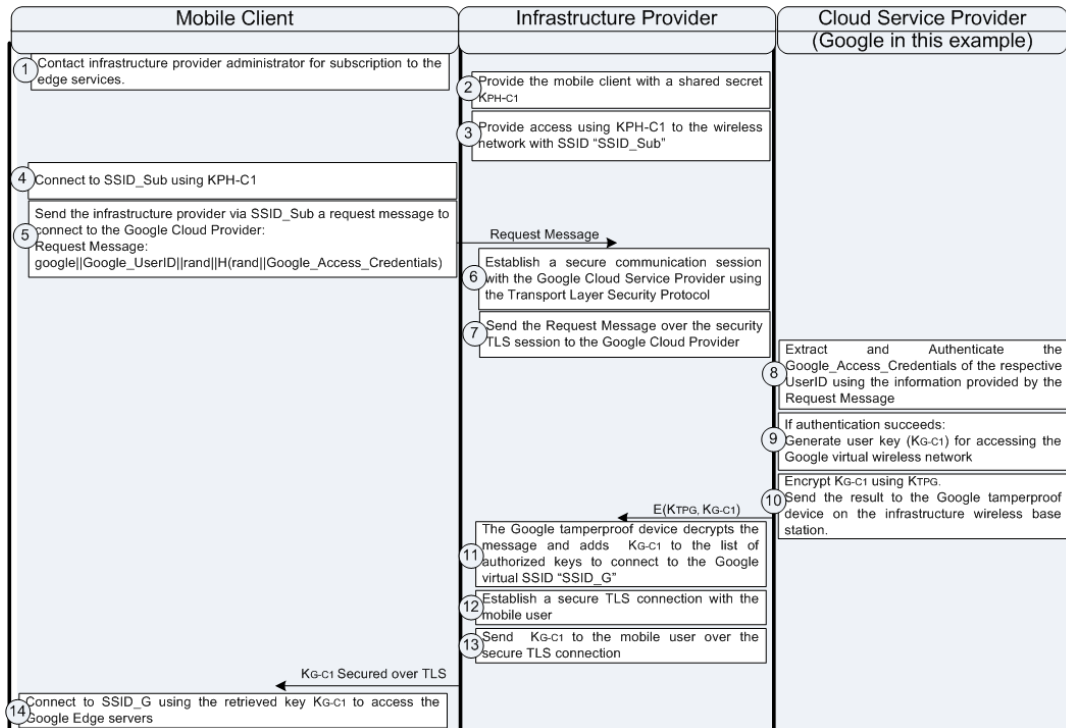 Mobile Client
Infrastructure Provider
Cloud Service Provider
(Google in this example)
1
Contact infrastructure provider administrator for subscription to the
edge services.
2
Provide the mobile client with a shared secret
KPH-C1
3
Provide access using KPH-C1 to the wireless
network with SSID “SSID_Sub”
4
Connect to SSID_Sub using KPH-C1
5
Send the infrastructure provider via SSID_Sub a request message to
connect to the Google Cloud Provider:
Request Message:
google||Google_UserID||rand||H(rand||Google_Access_Credentials)
Request Message
6
Establish a secure communication session
with the Google Cloud Service Provider using
the Transport Layer Security Protocol
7
Send the Request Message over the security
TLS session to the Google Cloud Provider
8
Extract and Authenticate the
Google_Access_Credentials of the respective
UserID using the information provided by the
Request Message
9
If authentication succeeds:
Generate user key (KG-C1) for accessing the
Google virtual wireless network
10
Encrypt KG-C1 using KTPG.
Send the result to the Google tamperproof
device on the infrastructure wireless base
station.
E(KTPG, KG-C1)
11
The Google tamperproof device decrypts the
message and adds KG-C1 to the list of
authorized keys to connect to the Google
virtual SSID “SSID_G”
12
Establish a secure TLS connection with the
mobile user
13
Send KG-C1 to the mobile user over the
secure TLS connection
KG-C1 Secured over TLS
14
Connect to SSID_G using the retrieved key KG-C1 to access the
Google Edge servers